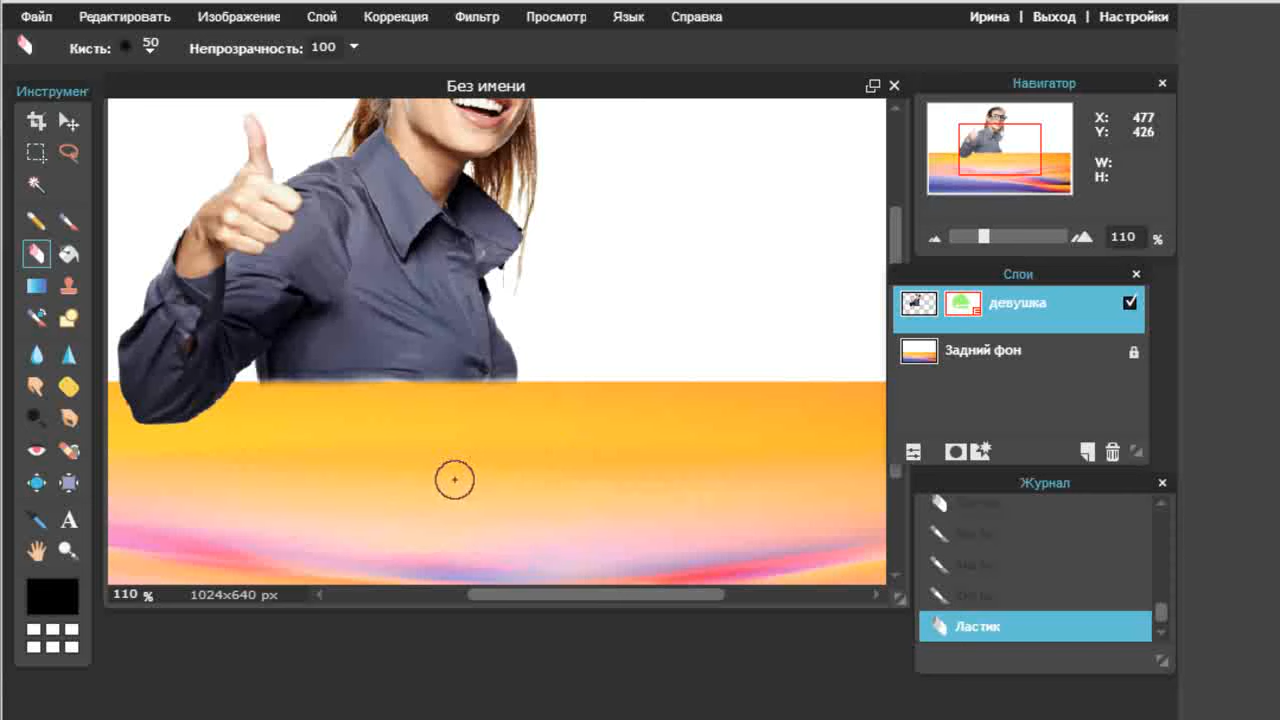 Файл Редактировать Изображение Слой Коррекция Фильтр Просмотр Язык Справка Ирина | Выход | Настройки
Кисть: 50 Непрозрачность: 100
Инструмен
Без имени
Навигатор
X: 477
Y: 426
W:
H:
110 %
Слои
девушка
Задний фон
Журнал
Ластик
110 % 1024x640 px
A